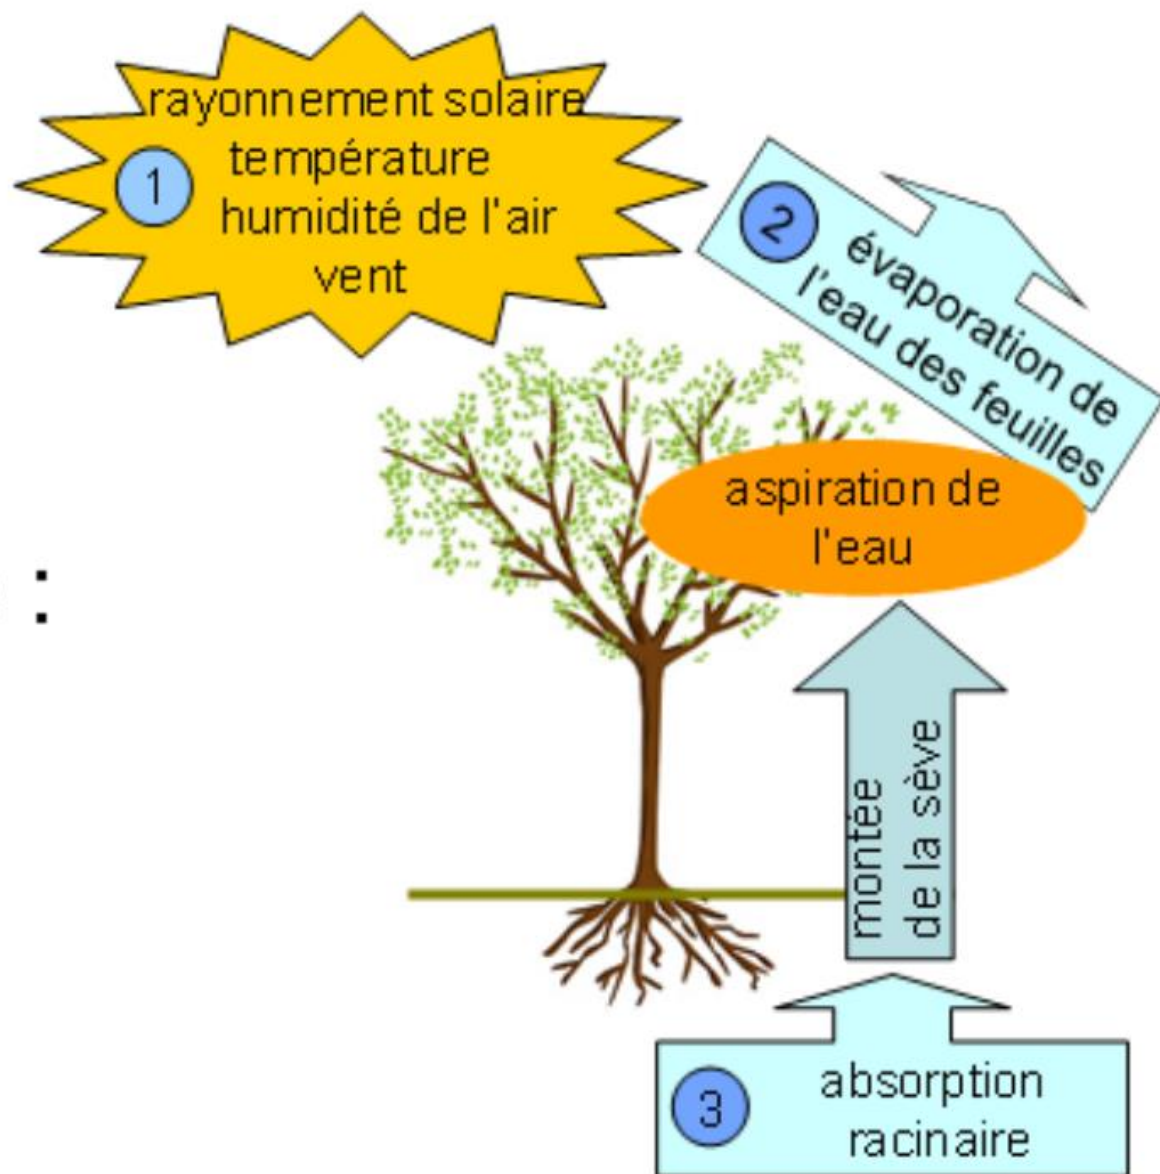 rayonnement solaire
1
température
humidité de l'air
vent
2
évaporation de
l'eau des feuilles
aspiration de
l'eau
:
montée
de la sève
3
absorption
racinaire